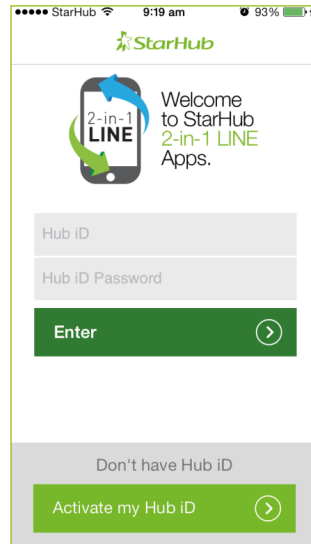 StarHub 9:19 am 93%
StarHub
2-in-1
LINE
Welcome
to StarHub
2-in-1 LINE
Apps.
Hub iD
Hub iD Password
Enter
Don't have Hub iD
Activate my Hub iD